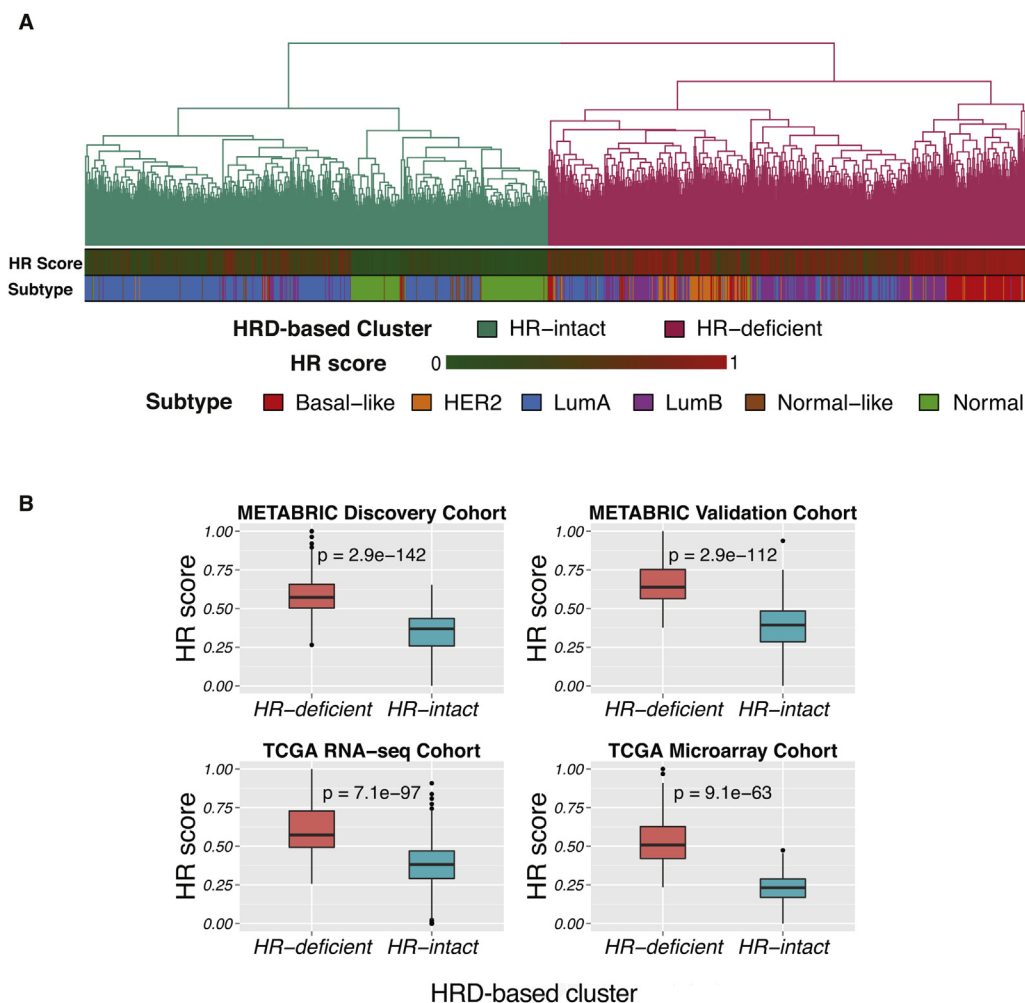 A
HR Score
Subtype
HRD-based Cluster HR-intact HR-deficient
HR score 0 1
Subtype Basal-like HER2 LumA LumB Normal-like Normal
B
METABRIC Discovery Cohort METABRIC Validation Cohort
HR score 1.00 0.75 0.50 0.25 0.00 p = 2.9e-142
HR-deficient HR-intact
HR score 1.00 0.75 0.50 0.25 0.00 p = 2.9e-112
HR-deficient HR-intact
TCGA RNA-seq Cohort TCGA Microarray Cohort
HR score 1.00 0.75 0.50 0.25 0.00 p = 7.1e-97
HR-deficient HR-intact
HR score 1.00 0.75 0.50 0.25 0.00 p = 9.1e-63
HR-deficient HR-intact
HRD-based cluster